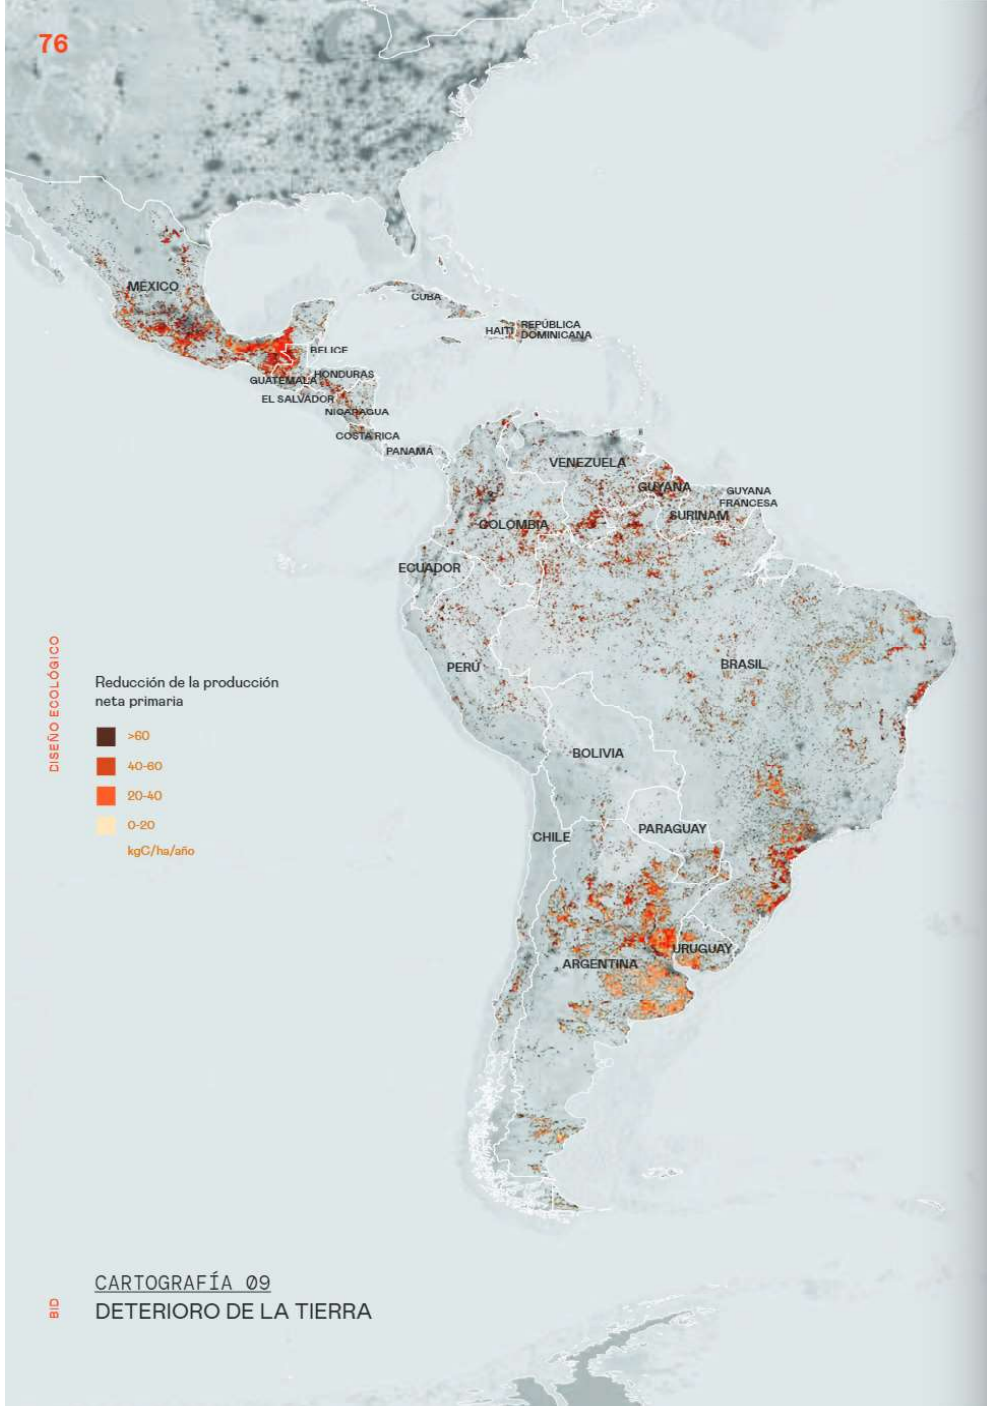 76
MÉXICO
CUBA
HAITÍ
REPÚBLICA
DOMINICANA
BELICE
HONDURAS
GUATEMALA
EL SALVADOR
NICARAGUA
COSTA RICA
PANAMÁ
VENEZUELA
GUYANA
GUYANA
FRANCESA
SURINAM
COLOMBIA
ECUADOR
PERÚ
BRASIL
BOLIVIA
PARAGUAY
CHILE
URUGUAY
ARGENTINA
DISEÑO ECOLÓGICO
Reducción de la producción
neta primaria
>60
40-60
20-40
0-20
kgC/ha/año
BID
CARTOGRAFÍA 09
DETERIORO DE LA TIERRA